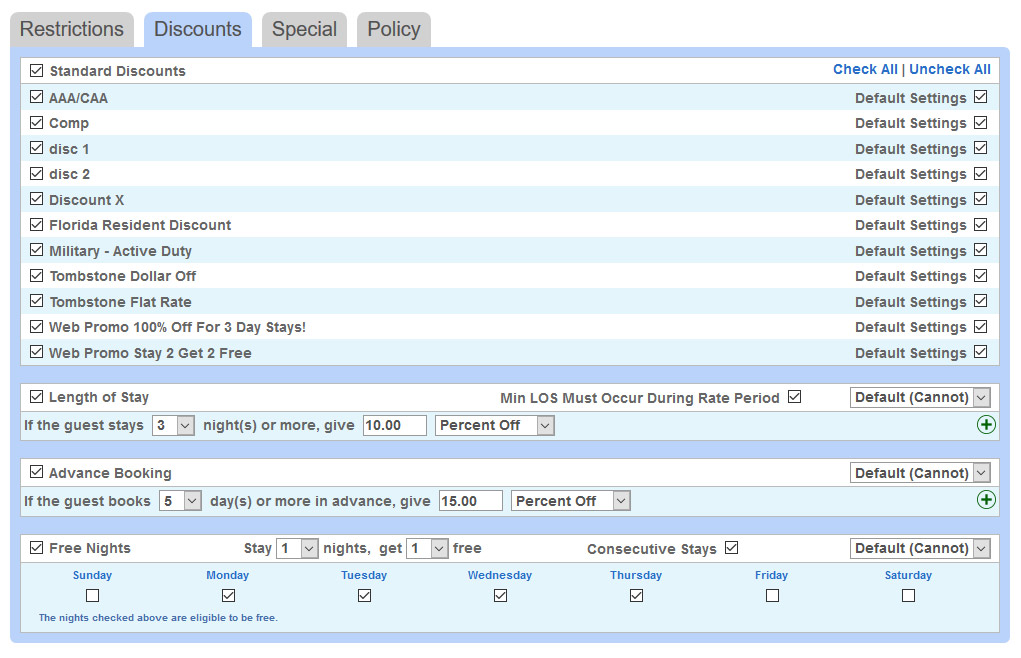 Restrictions Discounts Special Policy
Standard Discounts Check All | Uncheck All
AAA/CAA Default Settings
Comp Default Settings
disc 1 Default Settings
disc 2 Default Settings
Discount X Default Settings
Florida Resident Discount Default Settings
Military - Active Duty Default Settings
Tombstone Dollar Off Default Settings
Tombstone Flat Rate Default Settings
Web Promo 100% Off For 3 Day Stays! Default Settings
Web Promo Stay 2 Get 2 Free Default Settings
Length of Stay Min LOS Must Occur During Rate Period Default (Cannot)
If the guest stays 3 night(s) or more, give 10.00 Percent Off
Advance Booking Default (Cannot)
If the guest books 5 day(s) or more in advance, give 15.00 Percent Off
Free Nights Stay 1 nights, get 1 free Consecutive Stays Default (Cannot)
Sunday Monday Tuesday Wednesday Thursday Friday Saturday
The nights checked above are eligible to be free.